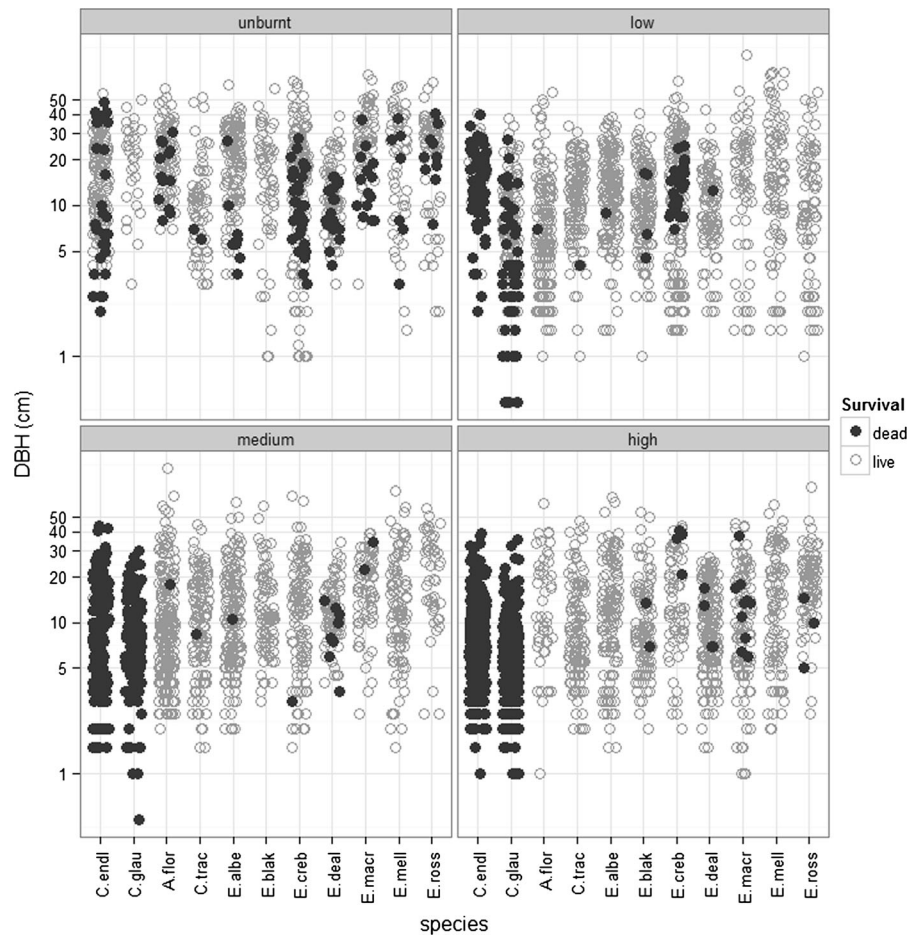 unburnt
low
50
40
30
20
10
5
1
DBH (cm)
Survival
dead
live
medium
high
50
40
30
20
10
5
1
C.endl
C.glau
A.flor
C.trac
E.albe
E.blak
E.creb
E.deal
E.macr
E.mell
E.ross
C.endl
C.glau
A.flor
C.trac
E.albe
E.blak
E.creb
E.deal
E.macr
E.mell
E.ross
species